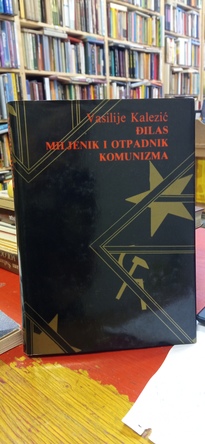 Vasilije Kalezić
ĐILAS
MILJENIK I OTPADNIK
KOMUNIZMA